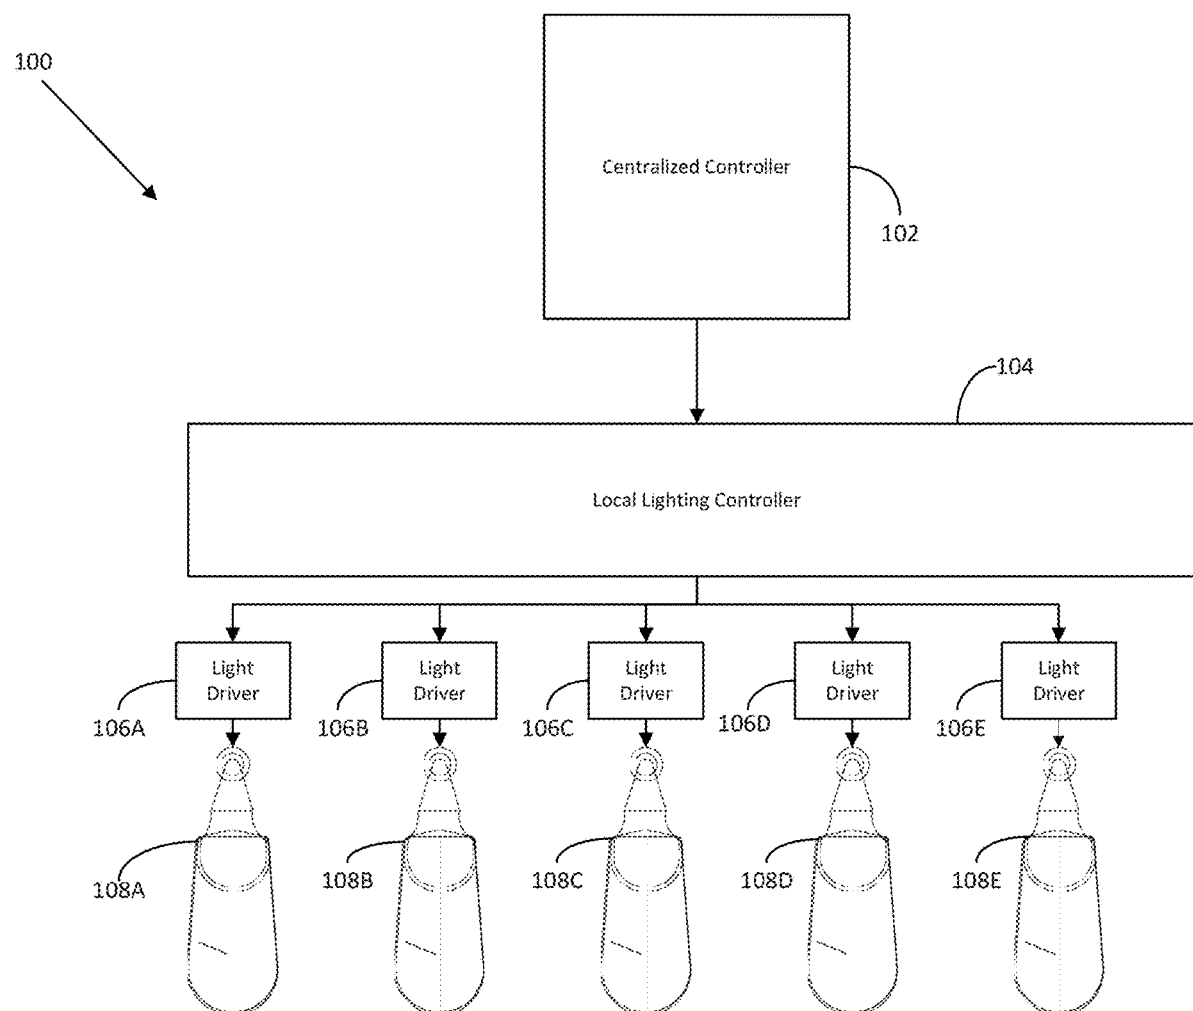 100
Centralized Controller
102
104
Local Lighting Controller
Light
Driver
Light
Driver
Light
Driver
Light
Driver
Light
Driver
106A
106B
106C
106D
106E
108A
108B
108C
108D
108E